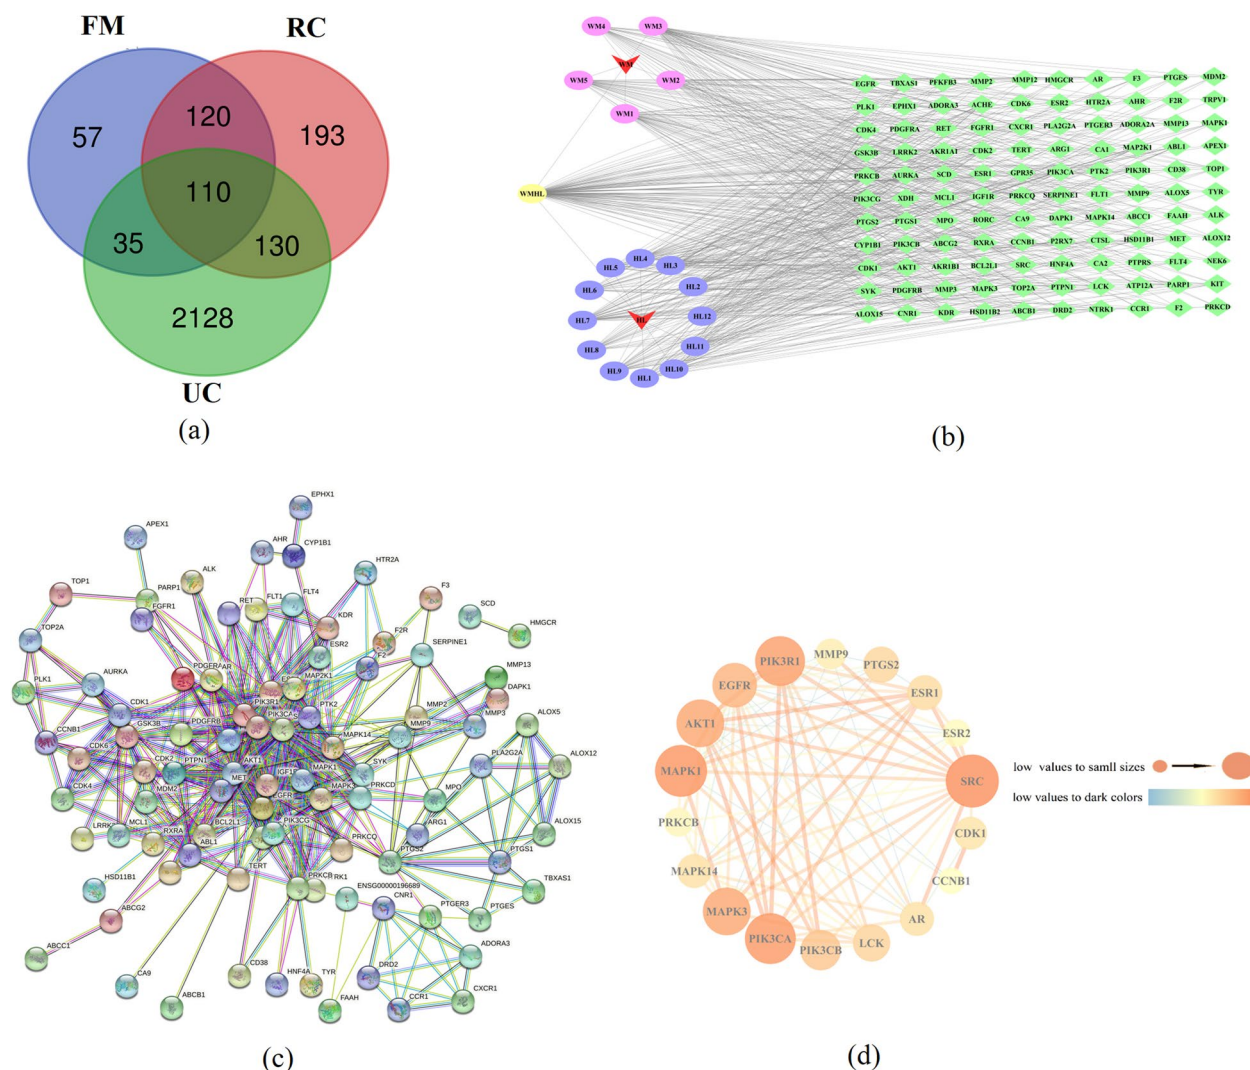 FM
RC
57
120
193
110
35
130
2128
UC
(a)
WM4
WM3
WM
WM5
WM2
WM1
WMHL
HL4
HL5
HL3
HL6
HL2
HL7
HL
HL12
HL8
HL11
HL9
HL1
HL10
EGFR TBXAS1 PFKFB3 MMP2 MMP12 HMGCR AR F3 PTGES MDM2
PLK1 EPHX1 ADORA3 ACHE CDK6 ESR2 HTR2A AHR F2R TRPV1
CDK4 PDGFRA RET FGFR1 CXCR1 PLA2G2A PTGER3 ADORA2A MMP13 MAPK1
GSK3B LRRK2 AKR1A1 CDK2 TERT ARG1 CA1 MAP2K1 ABL1 APEX1
PRKCB AURKA SCD ESR1 GPR35 PIK3CA PTK2 PIK3R1 CD38 TOP1
PIK3CG XDH MCL1 IGF1R PRKCQ SERPINE1 FLT1 MMP9 ALOX5 TYR
PTGS2 PTGS1 MPO RORC CA9 DAPK1 MAPK14 ABCC1 FAAH ALK
CYP1B1 PIK3CB ABCG2 RXRA CCNB1 P2RX7 CTSL HSD11B1 MET ALOX12
CDK1 AKT1 AKR1B1 BCL2L1 SRC HNF4A CA2 PTPRS FLT4 NEK6
SYK PDGFRB MMP3 MAPK3 TOP2A PTPN1 LCK ATP12A PARP1 KIT
ALOX15 CNR1 KDR HSD11B2 ABCB1 DRD2 NTRK1 CCR1 F2 PRKCD
(b)
EPHX1
APEX1
AHR
CYP1B1
HTR2A
TOP1
PARP1
ALK
F3
FGFR1
RET
FLT1
FLT4
KDR
SCD
HMGCR
TOP2A
ESR2
F2R
F2
SERPINE1
PLK1
AURKA
PDGFRA
AR
MAP2K1
MMP13
DAPK1
CDK1
PIK3R1
PTK2
MMP2
MMP3
CCNB1
GSK3B
PDGFRB
PIK3CA
MAPK14
MMP9
ALOX5
CDK6
CDK2
PTPN1
AKT1
SYK
PLA2G2A
ALOX12
CDK4
MDM2
MET
IGF1R
MAPK1
PRKCD
MPO
MCL1
EGFR
MAPK3
ARG1
ALOX15
RXRA
BCL2L1
PIK3CG
PRKCQ
PTGS2
PTGS1
ABL1
TERT
HSD11B1
PRKCB
ENSG00000196689
TBXAS1
CNR1
PTGER3
PTGES
ABCG2
ABCC1
CA9
CD38
HNF4A
TYR
DRD2
ADORA3
ABCB1
FAAH
CCR1
CXCR1
(c)
PIK3R1
MMP9
PTGS2
EGFR
ESR1
AKT1
ESR2
MAPK1
SRC
PRKCB
CDK1
MAPK14
CCNB1
MAPK3
AR
PIK3CA
PIK3CB
LCK
low values to samll sizes
low values to dark colors
(d)